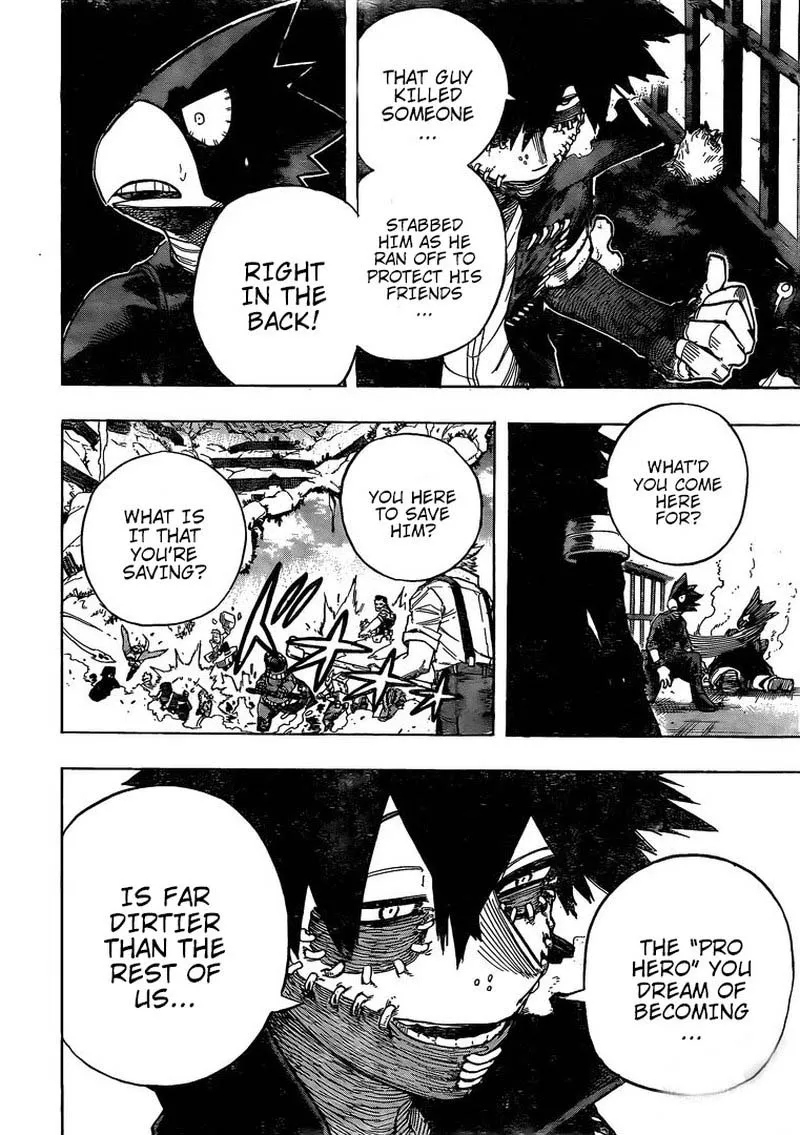 THAT GUY
KILLED
SOMEONE
...
STABBED
HIM AS HE
RAN OFF TO
PROTECT HIS
FRIENDS
...
RIGHT
IN THE
BACK!
WHAT'D
YOU COME
HERE
FOR?
YOU HERE
TO SAVE
HIM?
WHAT IS
IT THAT
YOU'RE
SAVING?
THE "PRO
HERO" YOU
DREAM OF
BECOMING
...
IS FAR
DIRTIER
THAN THE
REST OF
US...